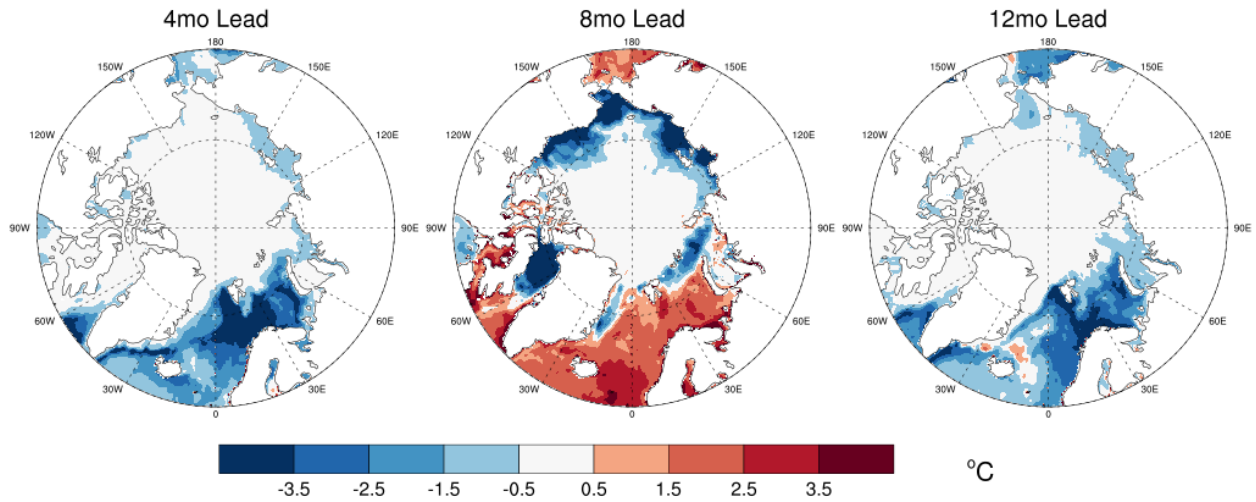 4mo Lead 8mo Lead 12mo Lead
180 180 180
150W 150E 150W 150E 150W 150E
120W 120E 120W 120E 120W 120E
90W 90E 90W 90E 90W 90E
60W 60E 60W 60E 60W 60E
30W 30E 30W 30E 30W 30E
0 0 0
°C
-3.5 -2.5 -1.5 -0.5 0.5 1.5 2.5 3.5